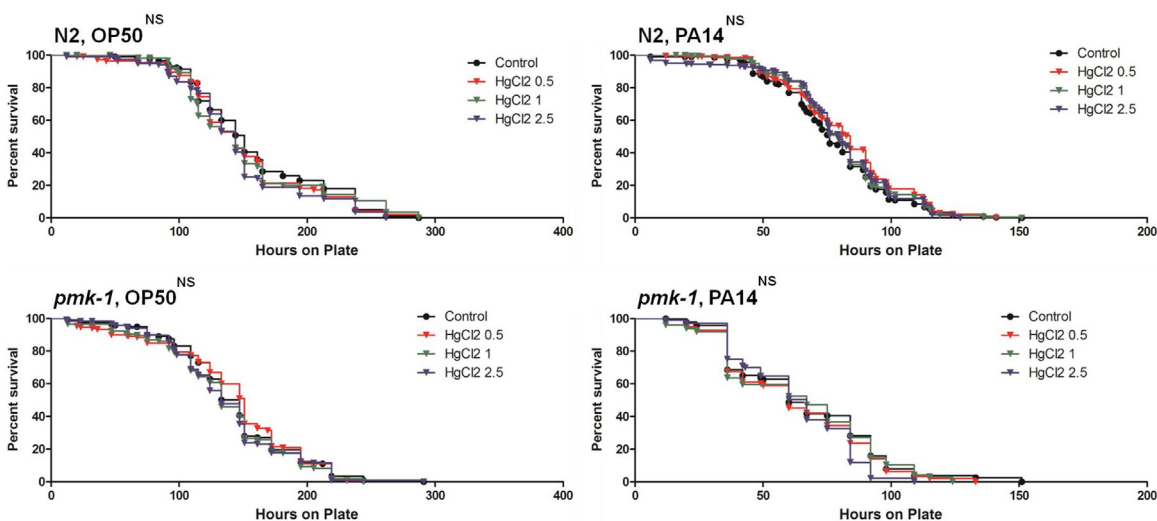 N2, OP50 NS
Percent survival
100
80
60
40
20
0
Control
HgCl2 0.5
HgCl2 1
HgCl2 2.5
0 100 200 300 400
Hours on Plate
N2, PA14 NS
Percent survival
100
80
60
40
20
0
Control
HgCl2 0.5
HgCl2 1
HgCl2 2.5
0 50 100 150 200
Hours on Plate
pmk-1, OP50 NS
Percent survival
100
80
60
40
20
0
Control
HgCl2 0.5
HgCl2 1
HgCl2 2.5
0 100 200 300 400
Hours on Plate
pmk-1, PA14 NS
Percent survival
100
80
60
40
20
0
Control
HgCl2 0.5
HgCl2 1
HgCl2 2.5
0 50 100 150 200
Hours on Plate